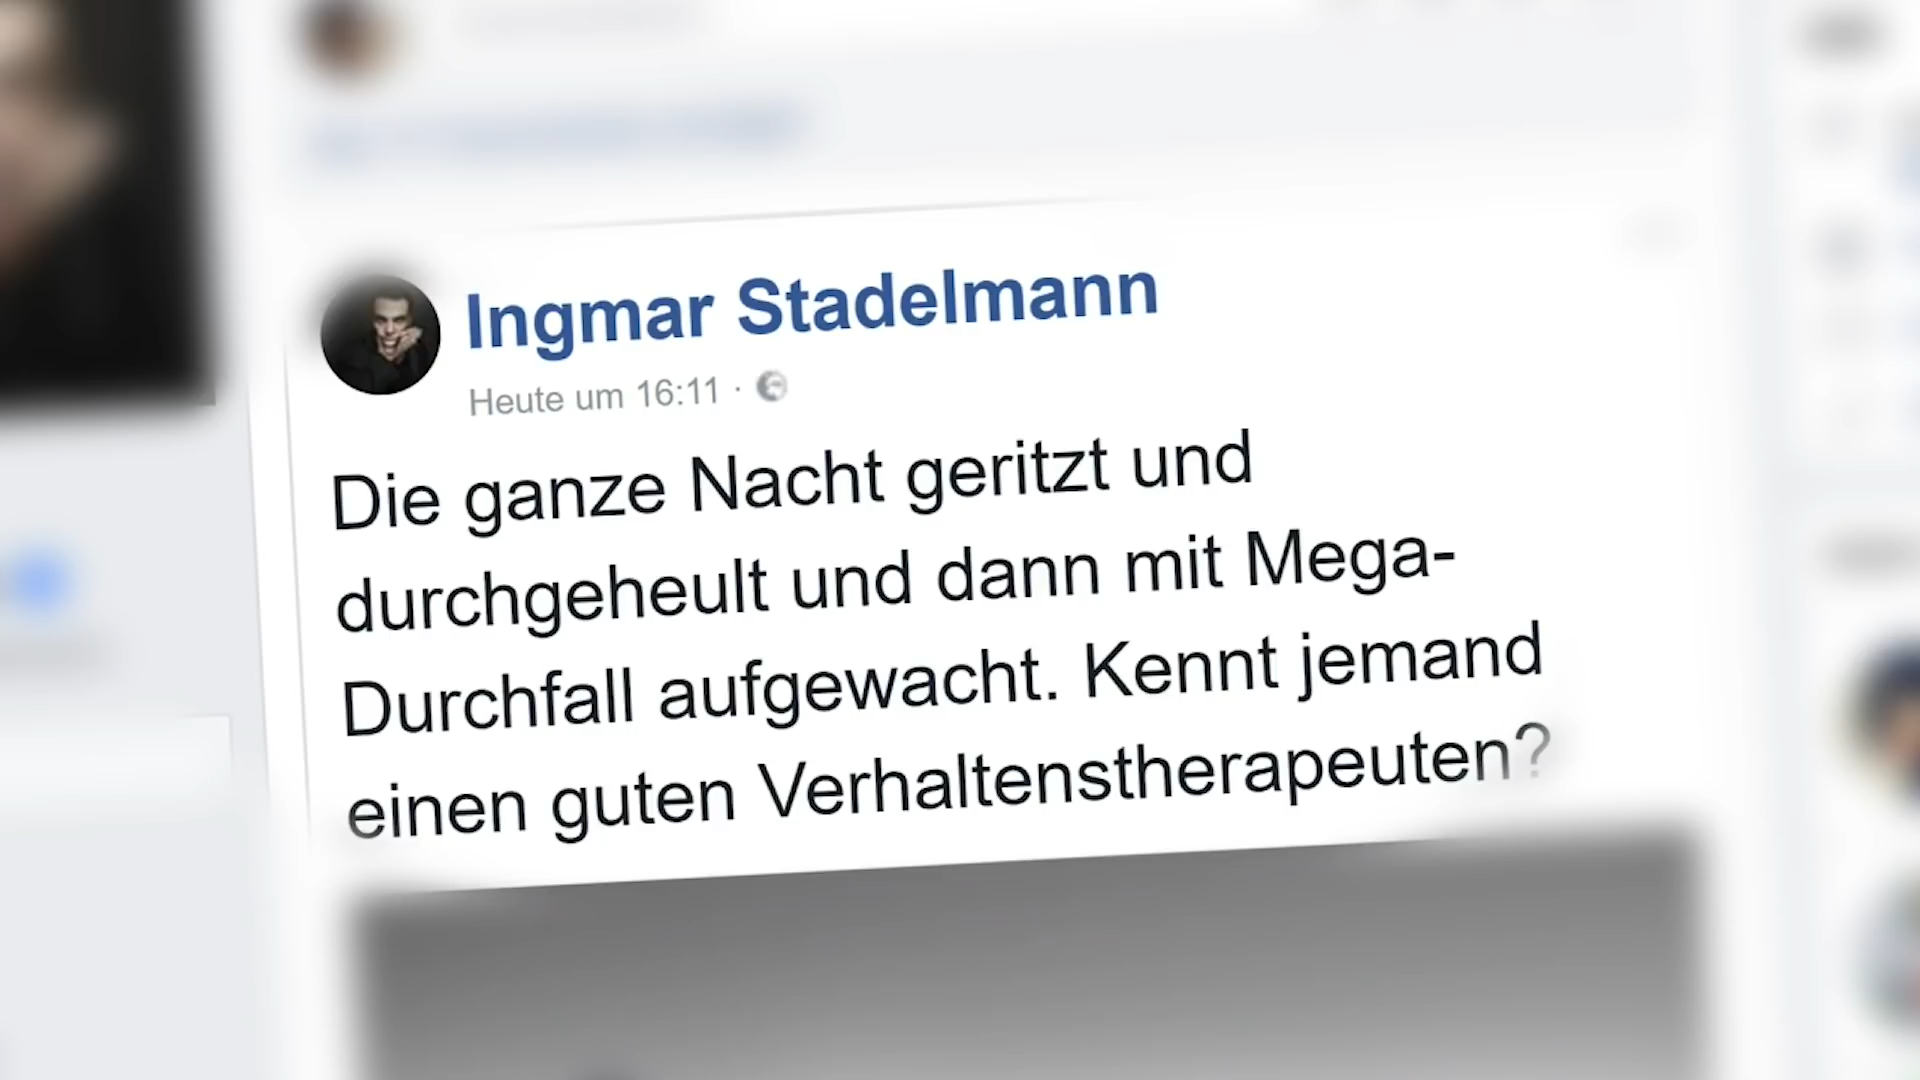 Ingmar Stadelmann
Heute um 16:11 ·
Die ganze Nacht geritzt und
durchgeheult und dann mit Mega-
Durchfall aufgewacht. Kennt jemand
einen guten Verhaltenstherapeuten?